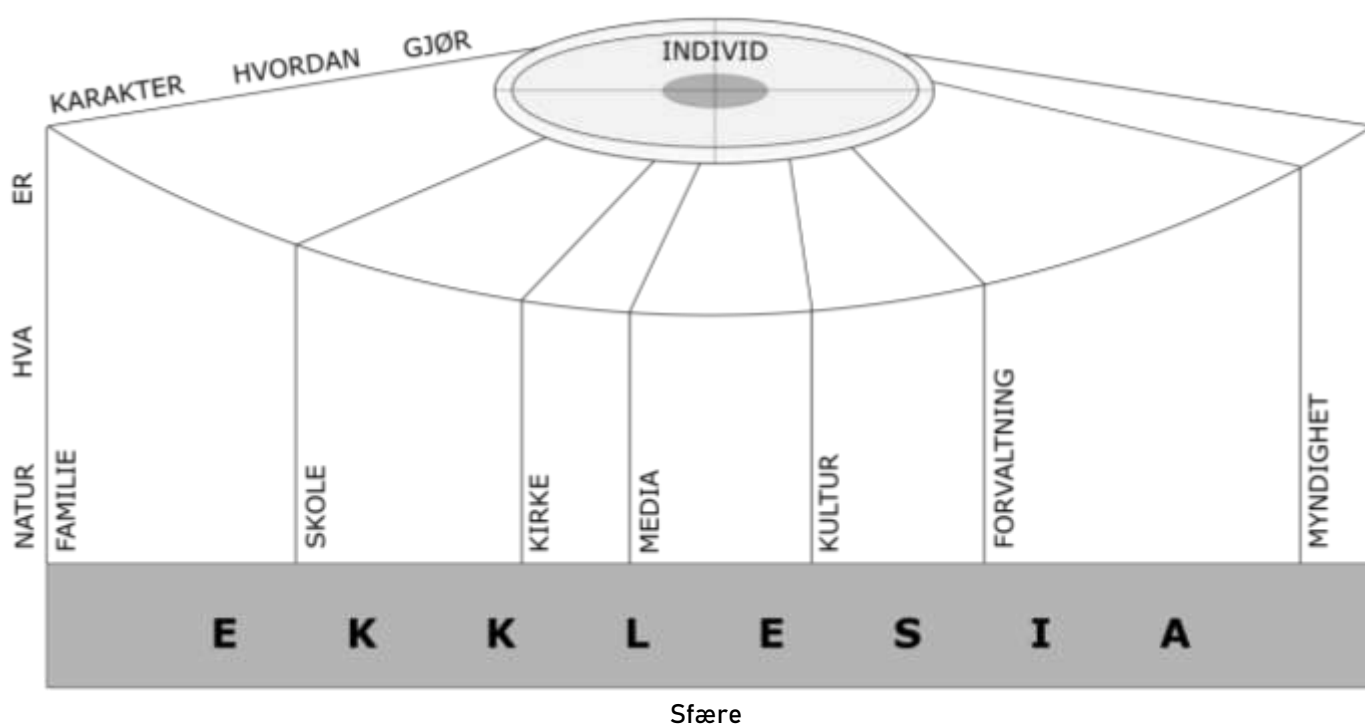 INDIVID
KARAKTER HVORDAN GJØR
NATUR HVA ER
FAMILIE
SKOLE
KIRKE
MEDIA
KULTUR
FORVALTNING
MYNDIGHET
E K K L E S I A
Sfære